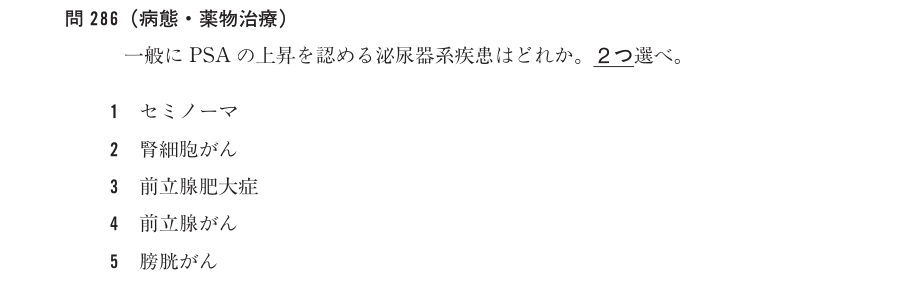 問 286（病態・薬物治療）
一般に PSA の上昇を認める泌尿器系疾患はどれか。２つ選べ。
1 セミノーマ
2 腎細胞がん
3 前立腺肥大症
4 前立腺がん
5 膀胱がん